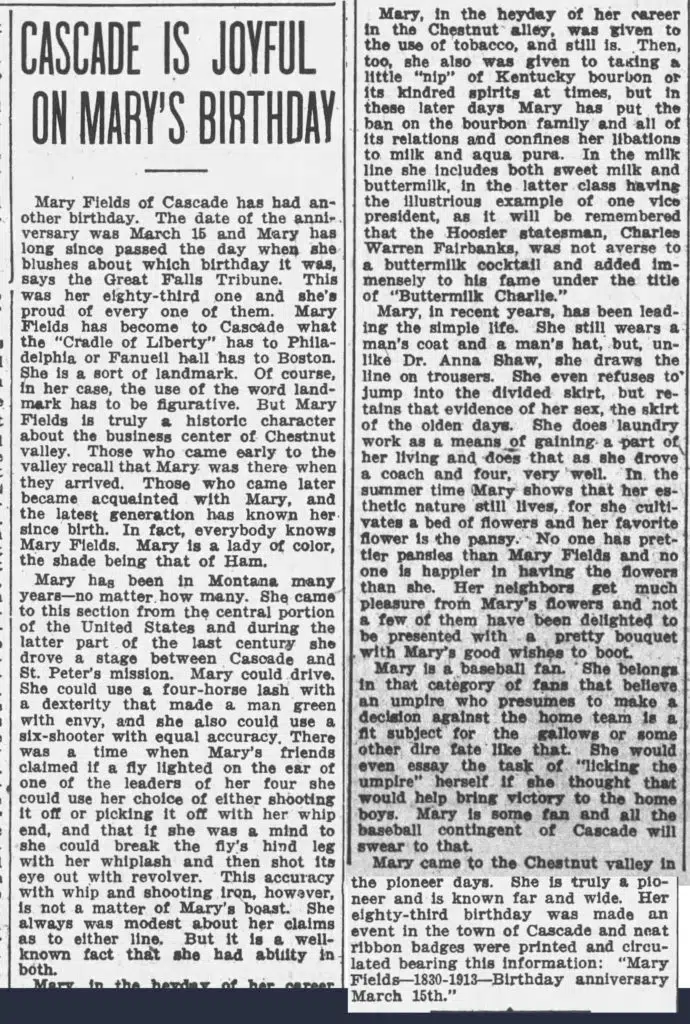 CASCADE IS JOYFUL
ON MARY'S BIRTHDAY
Mary Fields of Cascade has had an-
other birthday. The date of the anni-
versary was March 15 and Mary has
long since passed the day when she
blushes about which birthday it was,
says the Great Falls Tribune. This
was her eighty-third one and she's
proud of every one of them. Mary
Fields has become to Cascade what
the "Cradle of Liberty" has to Phila-
delphia or Fanueil hall has to Boston.
She is a sort of landmark. Of course,
in her case, the use of the word land-
mark has to be figurative. But Mary
Fields is truly a historic character
about the business center of Chestnut
valley. Those who came early to the
valley recall that Mary was there when
they arrived. Those who came later
became acquainted with Mary, and
the latest generation has known her
since birth. In fact, everybody knows
Mary Fields. Mary is a lady of color,
the shade being that of Ham.
Mary has been in Montana many
years—no matter how many. She came
to this section from the central portion
of the United States and during the
latter part of the last century she
drove a stage between Cascade and
St. Peter's mission. Mary could drive.
She could use a four-horse lash with
a dexterity that made a man green
with envy, and she also could use a
six-shooter with equal accuracy. There
was a time when Mary's friends
claimed if a fly lighted on the ear of
one of the leaders of her four she
could use her choice of either shooting
it off or picking it off with her whip
end, and that if she was a mind to
she could break the fly's hind leg
with her whiplash and then shot its
eye out with revolver. This accuracy
with whip and shooting iron, however,
is not a matter of Mary's boast. She
always was modest about her claims
as to either line. But it is a well-
known fact that she had ability in
both.
Mary, in the heyday of her career
Mary, in the heyday of her career
in the Chestnut alley, was given to
the use of tobacco, and still is. Then,
too, she also was given to taking a
little "nip" of Kentucky bourbon or
its kindred spirits at times, but in
these later days Mary has put the
ban on the bourbon family and all of
its relations and confines her libations
to milk and aqua pura. In the milk
line she includes both sweet milk and
buttermilk, in the latter class having
the illustrious example of one vice
president, as it will be remembered
that the Hoosier statesman, Charles
Warren Fairbanks, was not averse to
a buttermilk cocktail and added im-
mensely to his fame under the title
of "Buttermilk Charlie."
Mary, in recent years, has been lead-
ing the simple life. She still wears a
man's coat and a man's hat, but, un-
like Dr. Anna Shaw, she draws the
line on trousers. She even refuses to
jump into the divided skirt, but re-
tains that evidence of her sex, the skirt
of the olden days. She does laundry
work as a means of gaining a part of
her living and does that as she drove
a coach and four, very well. In the
summer time Mary shows that her es-
thetic nature still lives, for she culti-
vates a bed of flowers and her favorite
flower is the pansy. No one has pret-
tier pansies than Mary Fields and no
one is happier in having the flowers
than she. Her neighbors get much
pleasure from Mary's flowers and not
a few of them have been delighted to
be presented with a pretty bouquet
with Mary's good wishes to boot.
Mary is a baseball fan. She belongs
in that category of fans that believe
an umpire who presumes to make a
decision against the home team is a
fit subject for the gallows or some
other dire fate like that. She would
even essay the task of "licking the
umpire" herself if she thought that
would help bring victory to the home
boys. Mary is some fan and all the
baseball contingent of Cascade will
swear to that.
Mary came to the Chestnut valley in
the pioneer days. She is truly a pio-
neer and is known far and wide. Her
eighty-third birthday was made an
event in the town of Cascade and neat
ribbon badges were printed and circu-
lated bearing this information: "Mary
Fields—1830-1913—Birthday anniversary
March 15th."